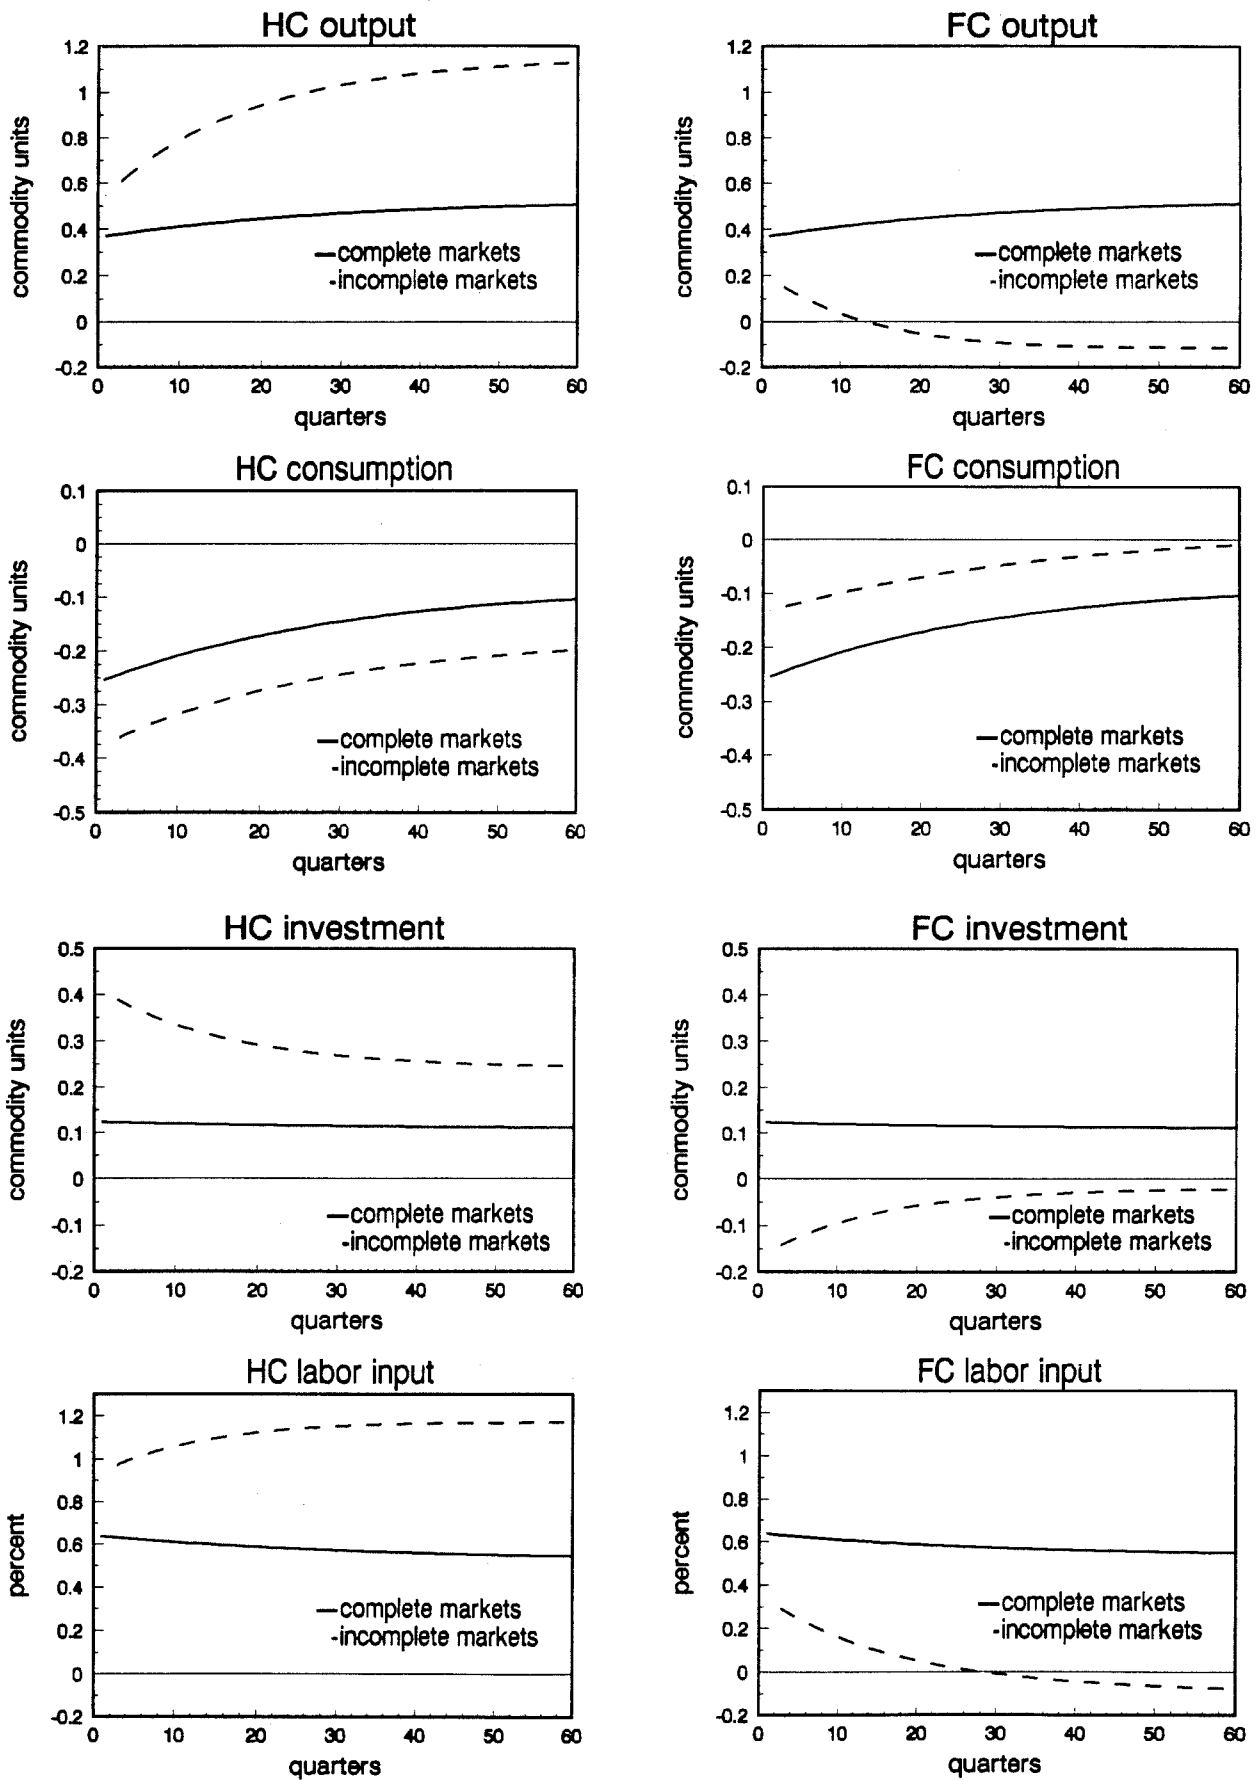 HC output
commodity units
1.2
1
0.8
0.6
0.4
0.2
0
-0.2
complete markets
-incomplete markets
0 10 20 30 40 50 60
quarters
FC output
commodity units
1.2
1
0.8
0.6
0.4
0.2
0
-0.2
complete markets
-incomplete markets
0 10 20 30 40 50 60
quarters
HC consumption
commodity units
0.1
0
-0.1
-0.2
-0.3
-0.4
-0.5
complete markets
-incomplete markets
0 10 20 30 40 50 60
quarters
FC consumption
commodity units
0.1
0
-0.1
-0.2
-0.3
-0.4
-0.5
complete markets
-incomplete markets
0 10 20 30 40 50 60
quarters
HC investment
commodity units
0.5
0.4
0.3
0.2
0.1
0
-0.1
-0.2
complete markets
-incomplete markets
0 10 20 30 40 50 60
quarters
FC investment
commodity units
0.5
0.4
0.3
0.2
0.1
0
-0.1
-0.2
complete markets
-incomplete markets
0 10 20 30 40 50 60
quarters
HC labor input
percent
1.2
1
0.8
0.6
0.4
0.2
0
-0.2
complete markets
-incomplete markets
0 10 20 30 40 50 60
quarters
FC labor input
percent
1.2
1
0.8
0.6
0.4
0.2
0
-0.2
complete markets
-incomplete markets
0 10 20 30 40 50 60
quarters